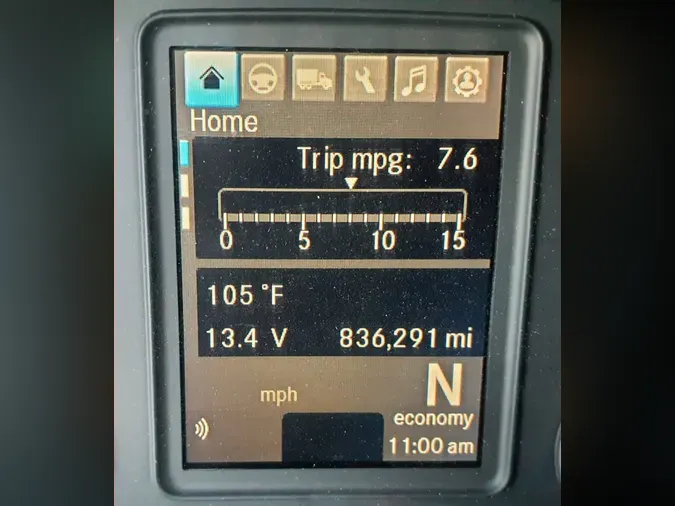 Home
Trip mpg: 7.6
0 5 10 15
105 °F
13.4 V 836,291 mi
mph N
economy
11:00 am